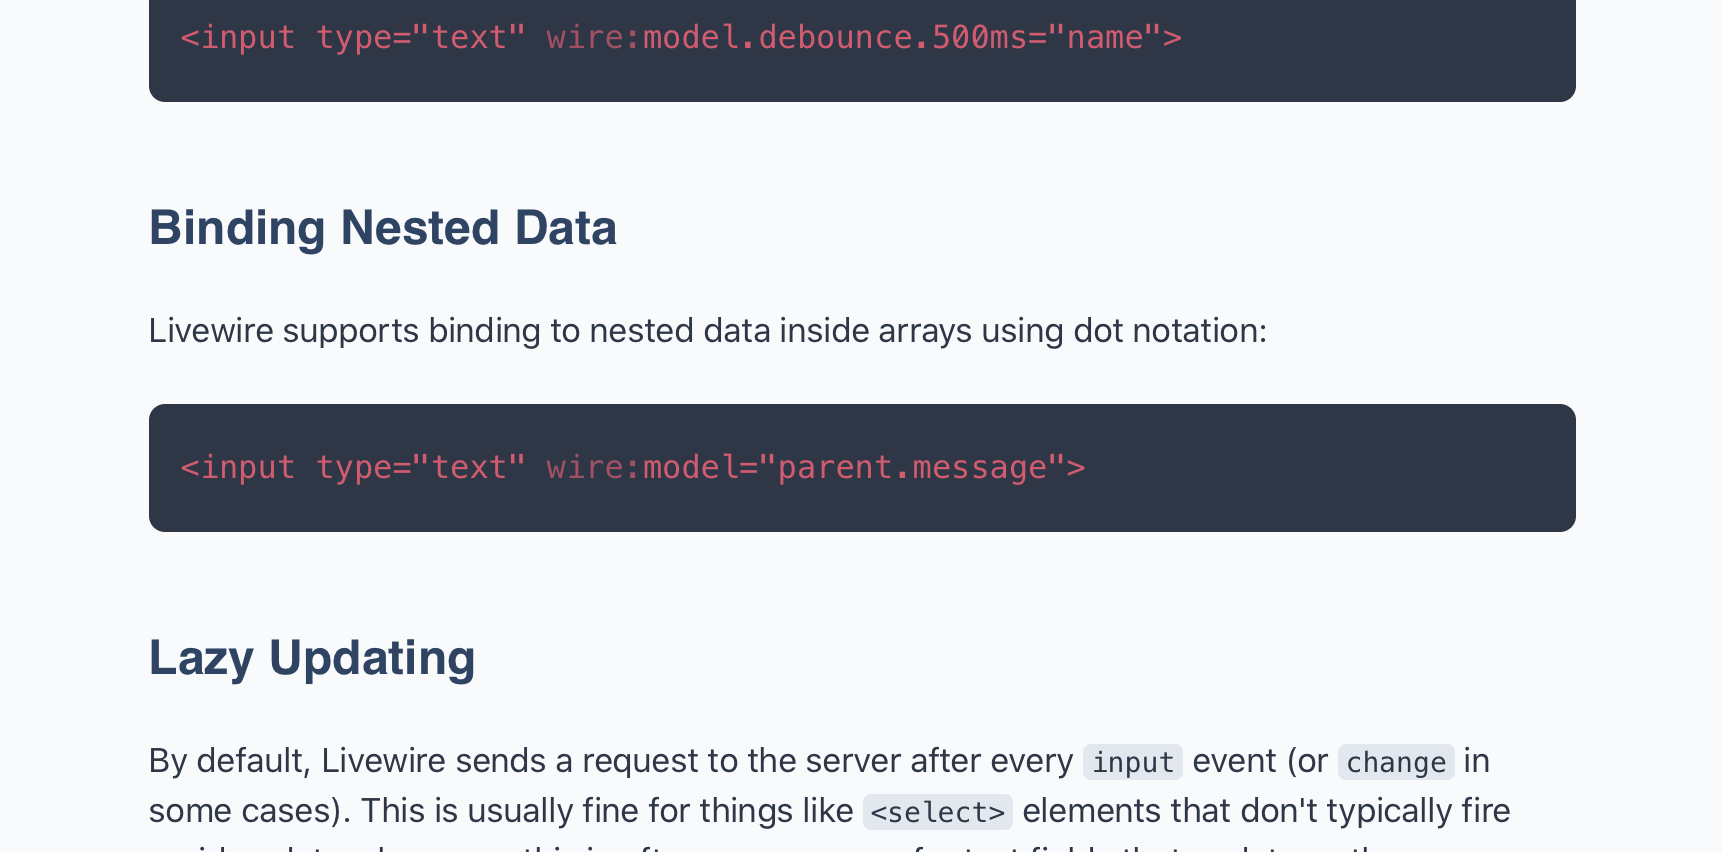 <input type="text" wire:model.debounce.500ms="name">
Binding Nested Data
Livewire supports binding to nested data inside arrays using dot notation:
<input type="text" wire:model="parent.message">
Lazy Updating
By default, Livewire sends a request to the server after every input event (or change in
some cases). This is usually fine for things like <select> elements that don't typically fire